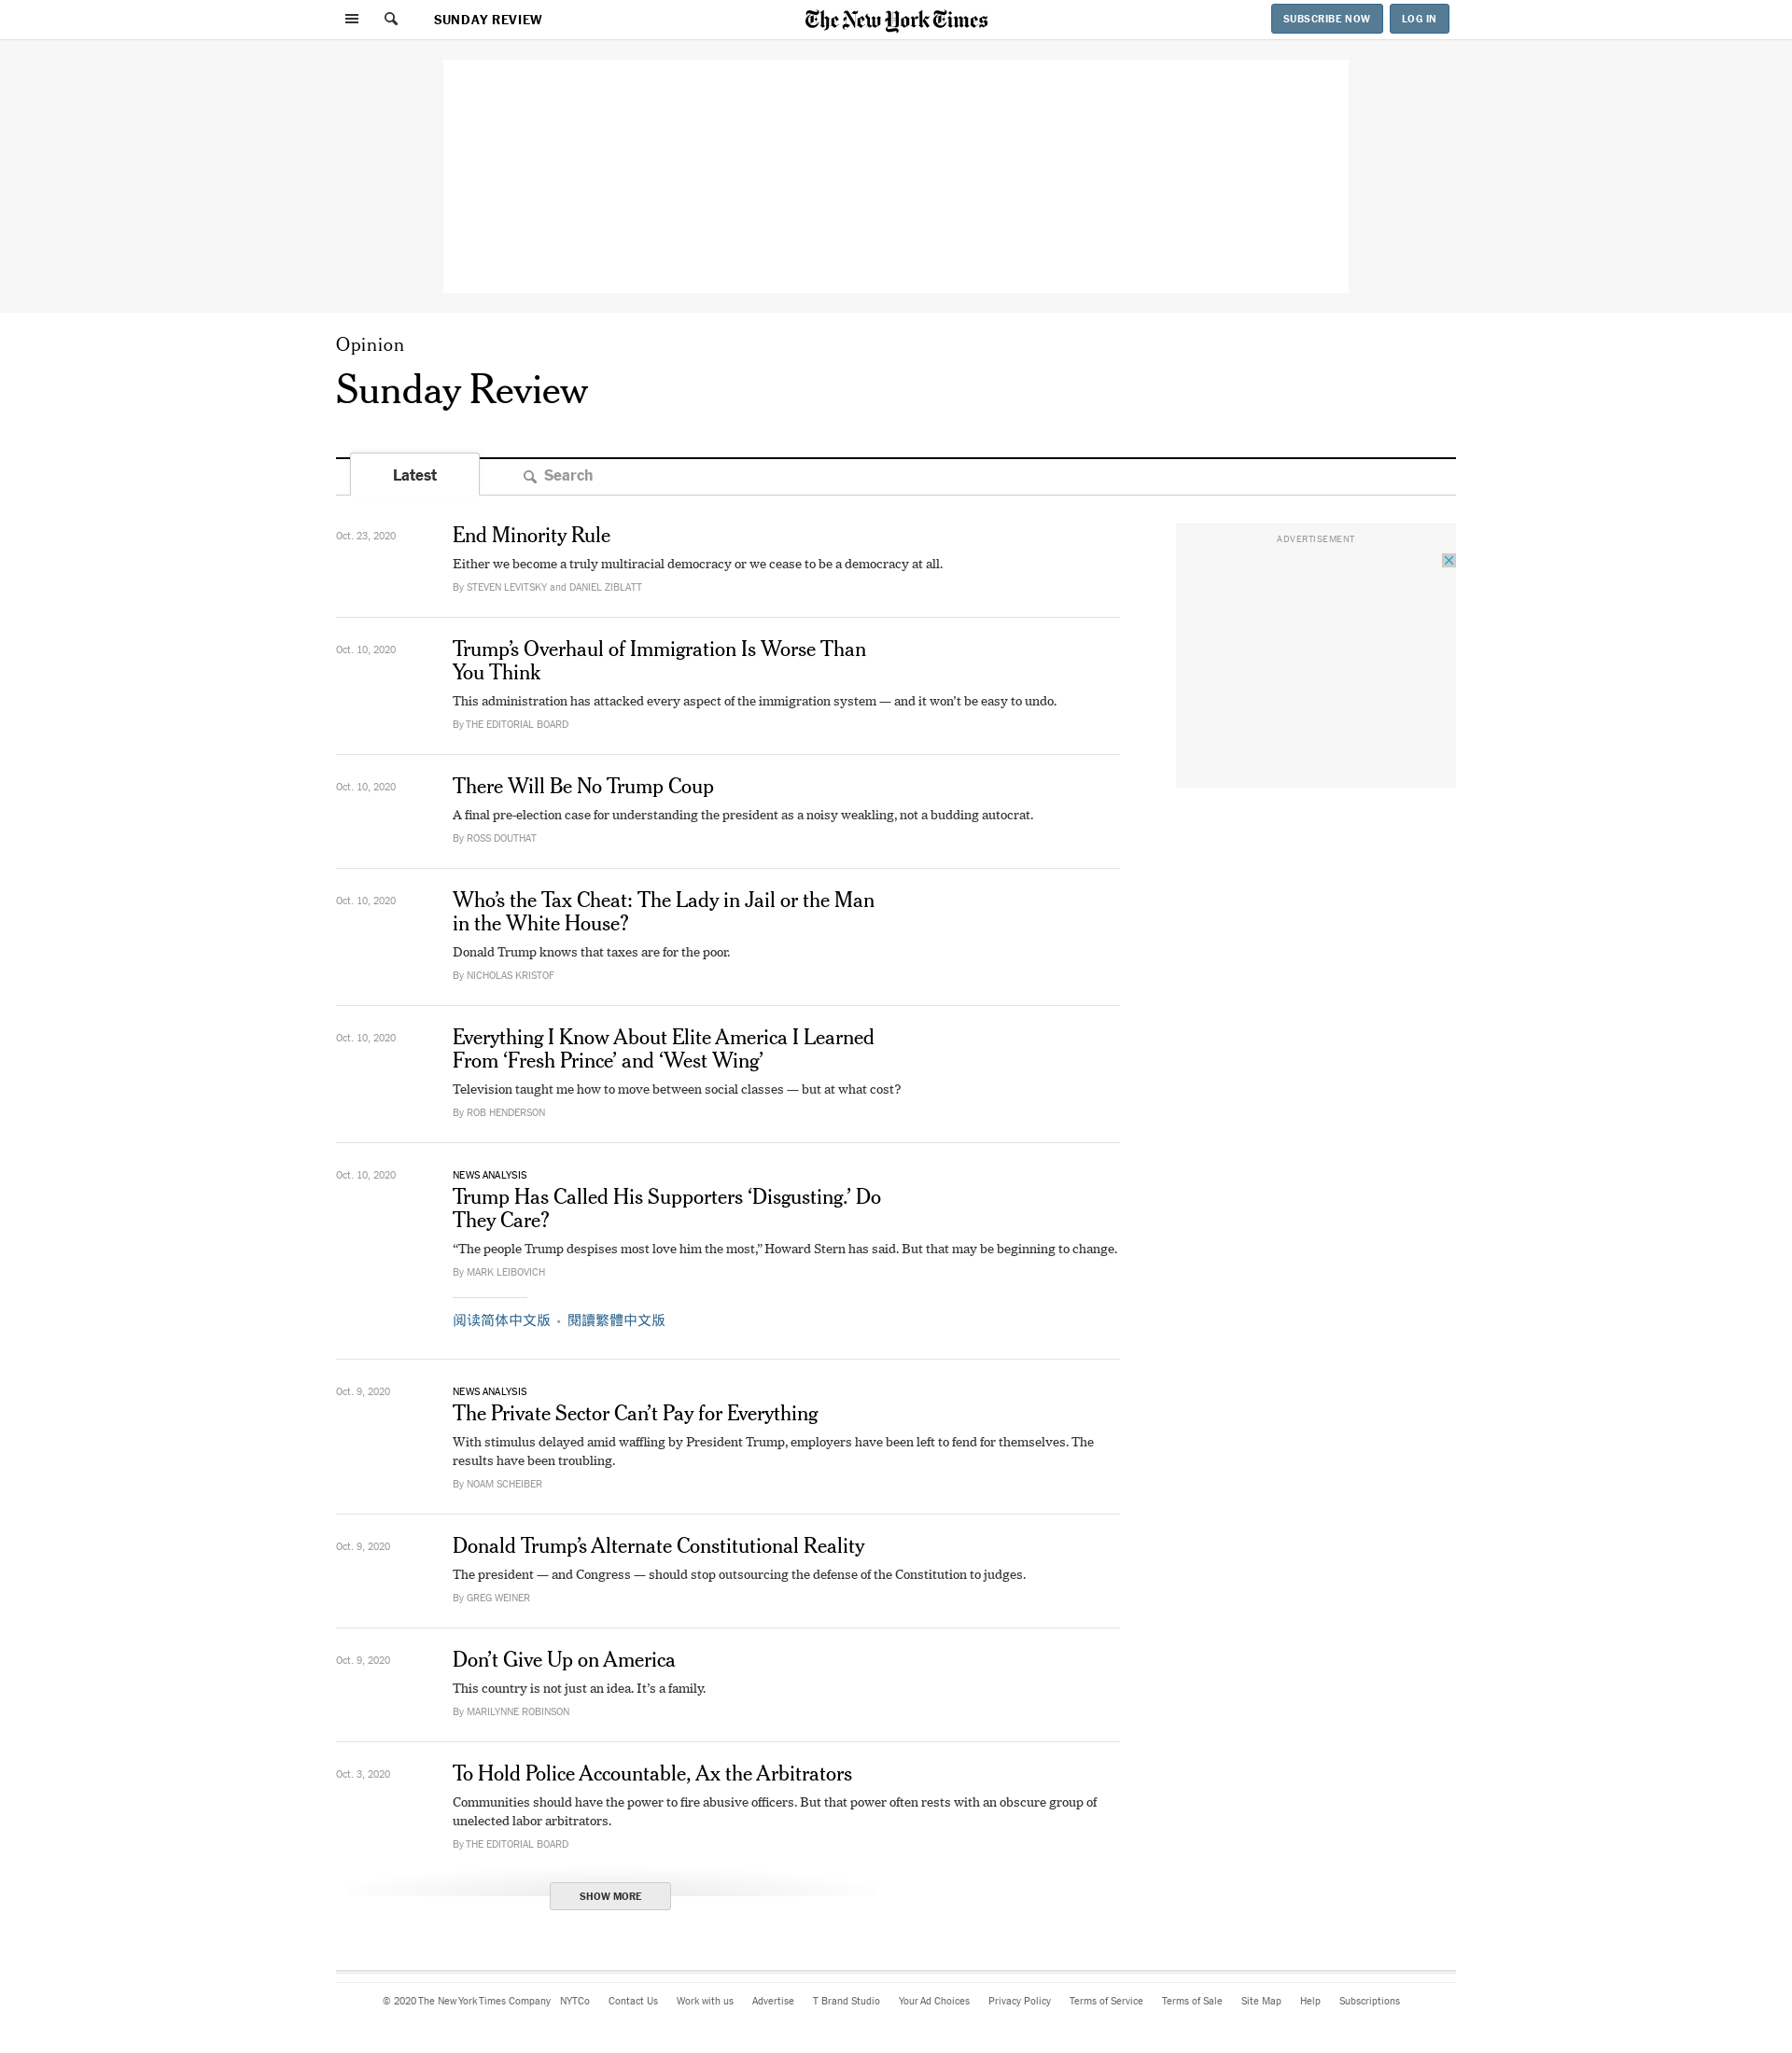 SUNDAY REVIEW
The New York Times
SUBSCRIBE NOW
LOG IN
Opinion
Sunday Review
Latest
Search
Oct. 23, 2020
End Minority Rule
Either we become a truly multiracial democracy or we cease to be a democracy at all.
By STEVEN LEVITSKY and DANIEL ZIBLATT
ADVERTISEMENT
Oct. 10, 2020
Trump’s Overhaul of Immigration Is Worse Than
You Think
This administration has attacked every aspect of the immigration system — and it won’t be easy to undo.
By THE EDITORIAL BOARD
Oct. 10, 2020
There Will Be No Trump Coup
A final pre-election case for understanding the president as a noisy weakling, not a budding autocrat.
By ROSS DOUTHAT
Oct. 10, 2020
Who’s the Tax Cheat: The Lady in Jail or the Man
in the White House?
Donald Trump knows that taxes are for the poor.
By NICHOLAS KRISTOF
Oct. 10, 2020
Everything I Know About Elite America I Learned
From ‘Fresh Prince’ and ‘West Wing’
Television taught me how to move between social classes — but at what cost?
By ROB HENDERSON
Oct. 10, 2020
NEWS ANALYSIS
Trump Has Called His Supporters ‘Disgusting.’ Do
They Care?
“The people Trump despises most love him the most,” Howard Stern has said. But that may be beginning to change.
By MARK LEIBOVICH
阅读简体中文版 • 閱讀繁體中文版
Oct. 9, 2020
NEWS ANALYSIS
The Private Sector Can’t Pay for Everything
With stimulus delayed amid waffling by President Trump, employers have been left to fend for themselves. The
results have been troubling.
By NOAM SCHEIBER
Oct. 9, 2020
Donald Trump’s Alternate Constitutional Reality
The president — and Congress — should stop outsourcing the defense of the Constitution to judges.
By GREG WEINER
Oct. 9, 2020
Don’t Give Up on America
This country is not just an idea. It’s a family.
By MARILYNNE ROBINSON
Oct. 3, 2020
To Hold Police Accountable, Ax the Arbitrators
Communities should have the power to fire abusive officers. But that power often rests with an obscure group of
unelected labor arbitrators.
By THE EDITORIAL BOARD
SHOW MORE
© 2020 The New York Times Company NYTCo Contact Us Work with us Advertise T Brand Studio Your Ad Choices Privacy Policy Terms of Service Terms of Sale Site Map Help Subscriptions